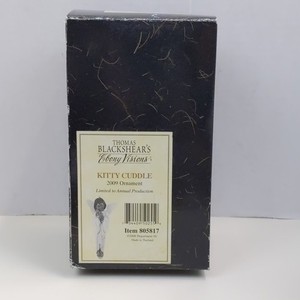 THOMAS
BLACKSHEAR'S
Ebony Visions
KITTY CUDDLE
2009 Ornament
Limited to Annual Production
Item 805817